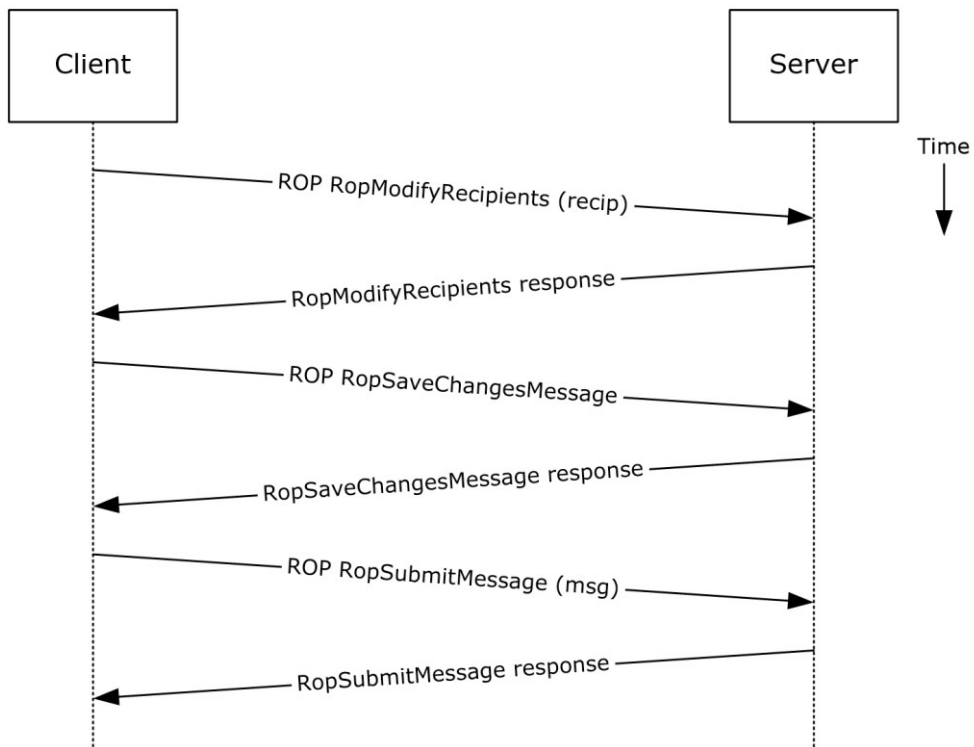 Client
Server
Time
ROP RopModifyRecipients (recip)
RopModifyRecipients response
ROP RopSaveChangesMessage
RopSaveChangesMessage response
ROP RopSubmitMessage (msg)
RopSubmitMessage response